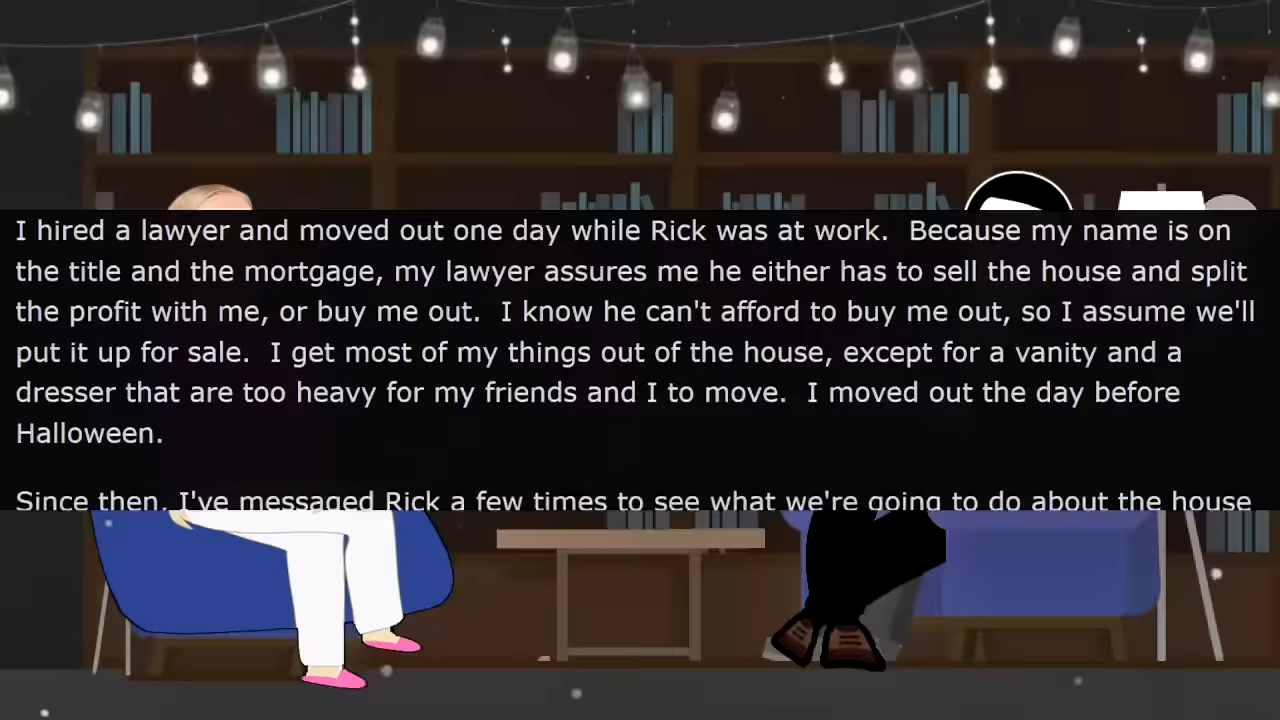 I hired a lawyer and moved out one day while Rick was at work.  Because my name is on
the title and the mortgage, my lawyer assures me he either has to sell the house and split
the profit with me, or buy me out.  I know he can't afford to buy me out, so I assume we'll
put it up for sale.  I get most of my things out of the house, except for a vanity and a
dresser that are too heavy for my friends and I to move.  I moved out the day before
Halloween.
Since then, I've messaged Rick a few times to see what we're going to do about the house